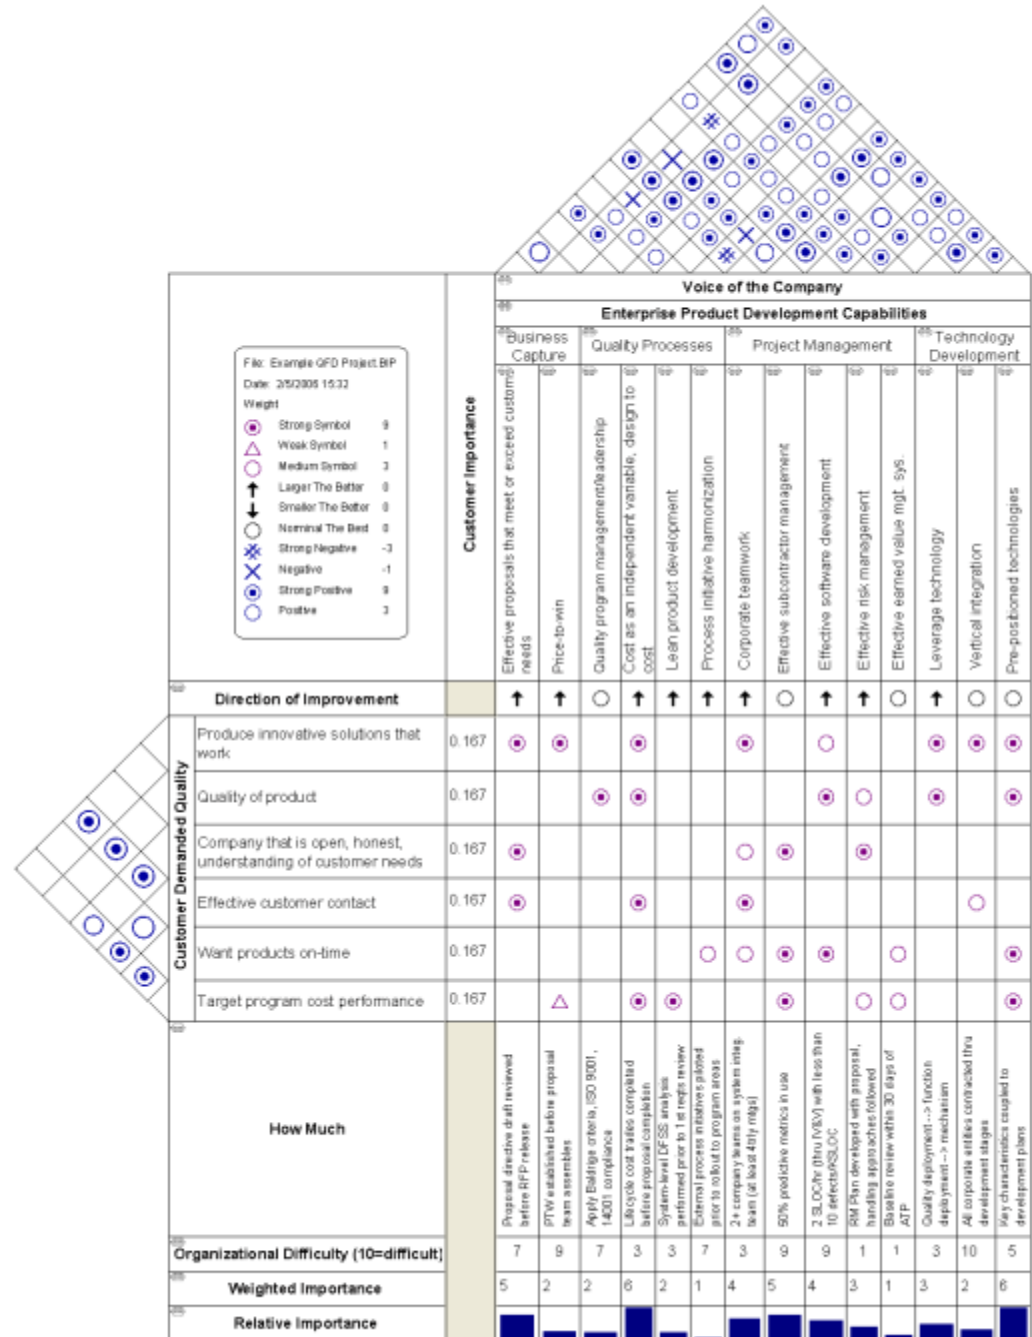 Voice of the Company
Enterprise Product Development Capabilities
Business
Capture
Quality Processes
Project Management
Technology
Development
File: Example QFD Project.BIP
Date: 2/5/2006 15:32
Weight
Strong Symbol 9
Weak Symbol 1
Medium Symbol 3
Larger The Better 0
Smaller The Better 0
Norminal The Best 0
Strong Negative -3
Negative -1
Strong Positive 9
Positive 3
Customer Importance
Effective proposals that meet or exceed customs
needs
Price-to-win
Quality program management/leadership
Cost as an independent variable, design to
cost
Lean product development
Process initiative harmonization
Corporate teamwork
Effective subcontractor management
Effective software development
Effective risk management
Effective earned value mgt. sys.
Leverage technology
Vertical integration
Pre-positioned technologies
Direction of Improvement
Customer Demanded Quality
Produce innovative solutions that
work
0.167
Quality of product
0.167
Company that is open, honest,
understanding of customer needs
0.167
Effective customer contact
0.167
Want products on-time
0.167
Target program cost performance
0.167
How Much
Proposal directive draft reviewed
before RFP release
PTW established before proposal
team assembles
Apply Baldrige criteria, ISO 9001,
14001 compliance
Lifecycle cost trades completed
before proposal completion
System-level DFSS analysis
performed prior to 1st reqts review
External process initiatives piloted
prior to rollout to program areas
2+ company teams on system integ.
team (at least 4 mtgs)
50% predictive metrics in use
2 SLOC/hr (thru IV&V) with less than
10 defects/KSLOC
RM Plan developed with proposal,
handling approaches followed
Baseline review within 30 days of
ATP
Quality deployment --> function
deployment --> mechanism
All corporate entities contracted thru
development stages
Key characteristics coupled to
development plans
Organizational Difficulty (10=difficult) 7 9 7 3 3 7 3 9 9 1 1 3 10 5
Weighted Importance 5 2 2 6 2 1 4 5 4 3 1 3 2 6
Relative Importance